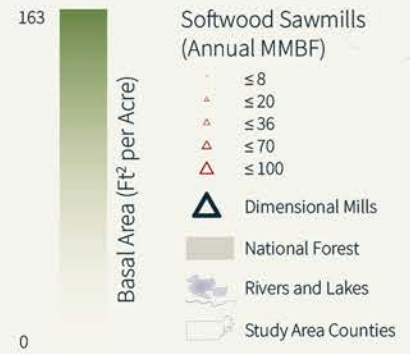 163
Basal Area (Ft² per Acre)
0
Softwood Sawmills
(Annual MMBF)
≤ 8
≤ 20
≤ 36
≤ 70
≤ 100
Dimensional Mills
National Forest
Rivers and Lakes
Study Area Counties